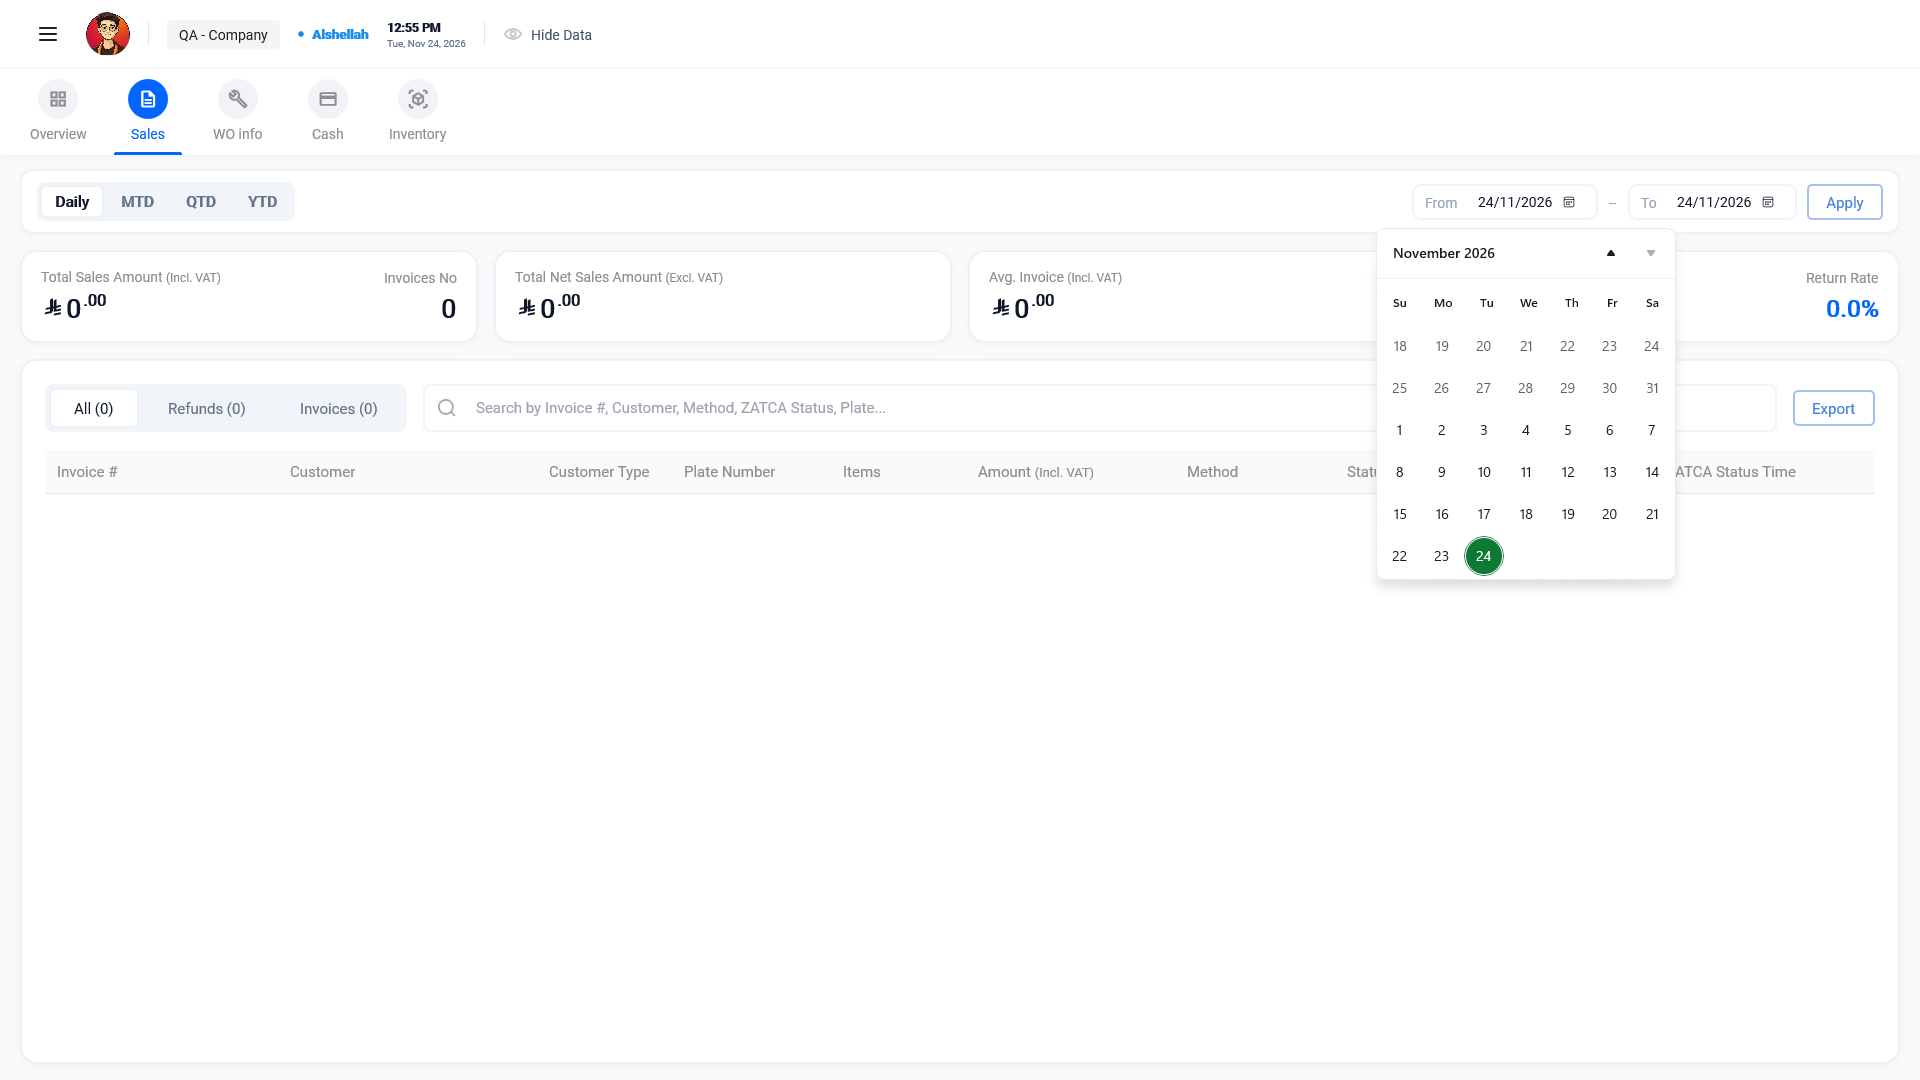 QA - Company
Alshellah
12:55 PM
Tue, Nov 24, 2026
Hide Data
Overview
Sales
WO info
Cash
Inventory
Daily MTD QTD YTD
From 24/11/2026 – To 24/11/2026 Apply
Total Sales Amount (Incl. VAT) Invoices No
0.00 0
Total Net Sales Amount (Excl. VAT)
0.00
Avg. Invoice (Incl. VAT)
0.00
Return Rate
0.0%
November 2026
Su Mo Tu We Th Fr Sa
18 19 20 21 22 23 24
25 26 27 28 29 30 31
1 2 3 4 5 6 7
8 9 10 11 12 13 14
15 16 17 18 19 20 21
22 23 24
All (0) Refunds (0) Invoices (0)
Search by Invoice #, Customer, Method, ZATCA Status, Plate...
Export
Invoice # Customer Customer Type Plate Number Items Amount (Incl. VAT) Method Statu ATCA Status Time